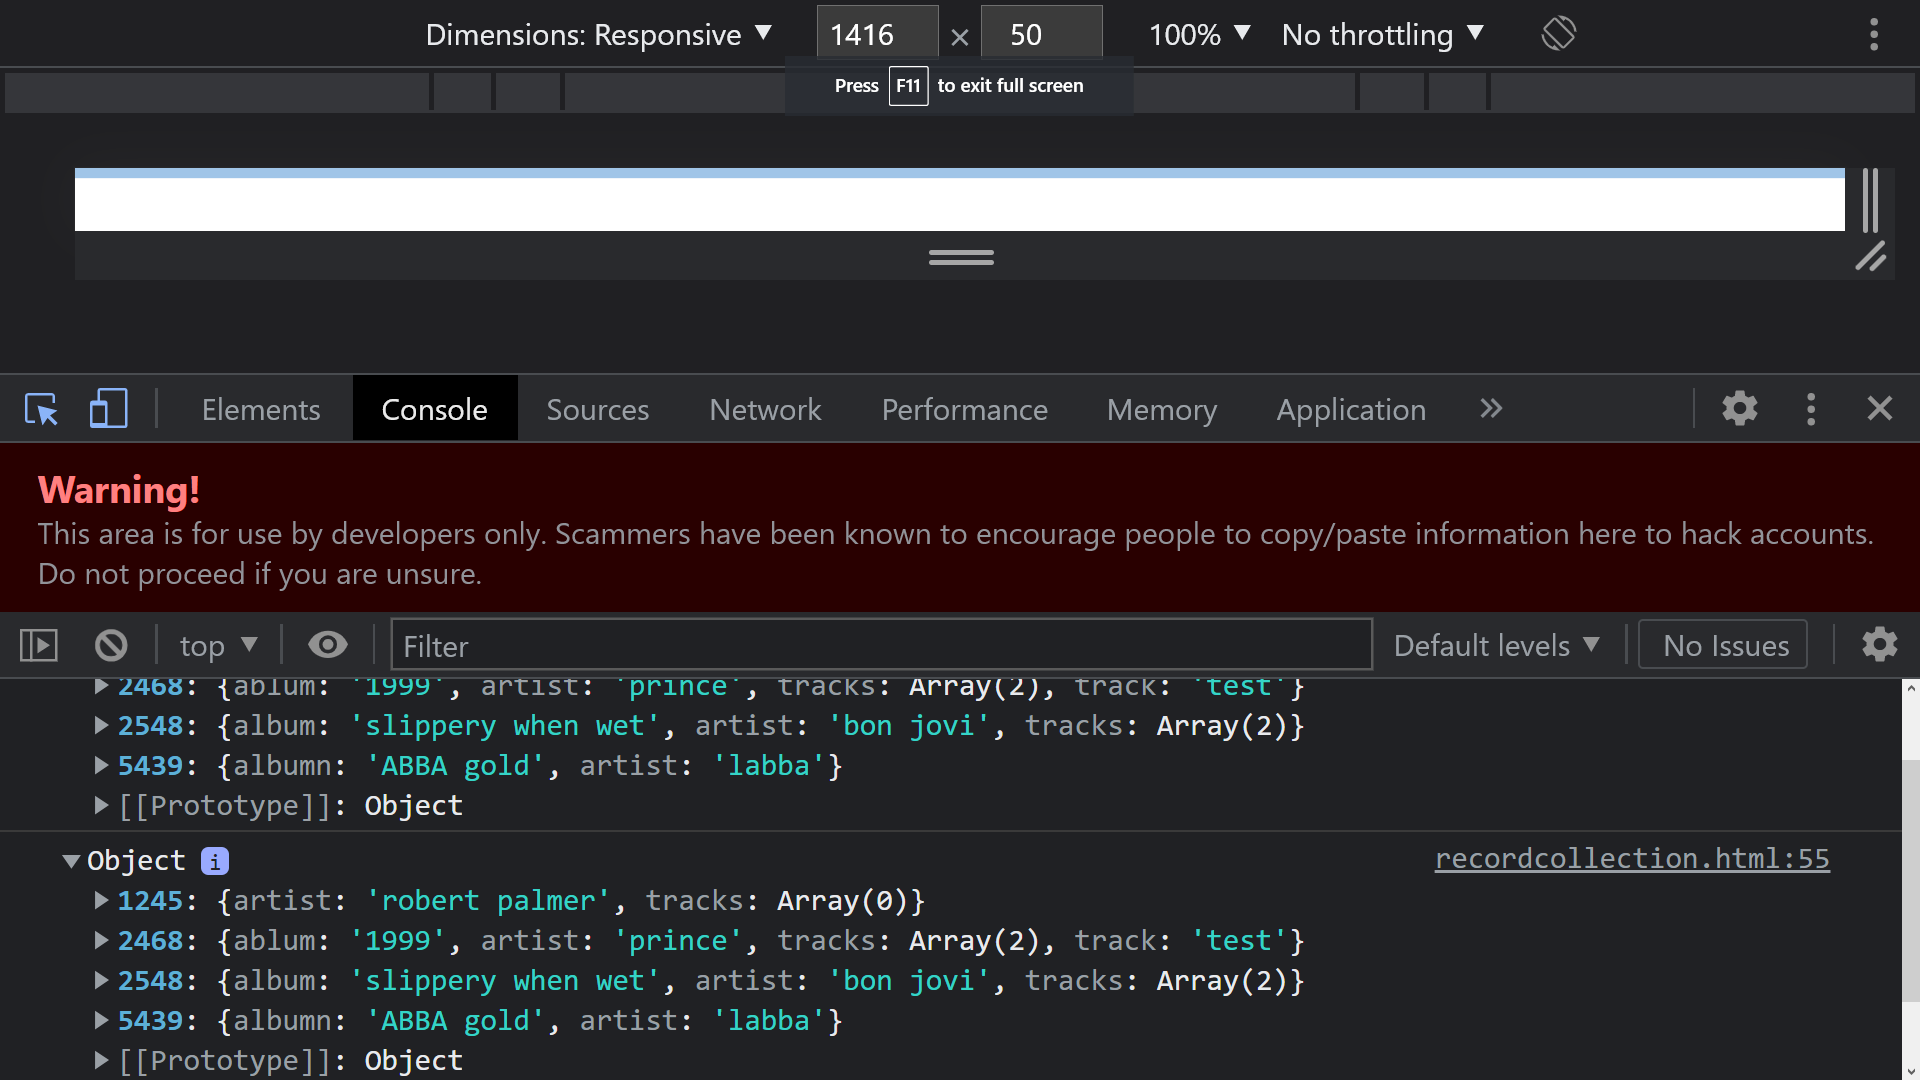 Dimensions: Responsive ▼ 1416 × 50 100% ▼ No throttling ▼
Press F11 to exit full screen
Elements Console Sources Network Performance Memory Application »
Warning!
This area is for use by developers only. Scammers have been known to encourage people to copy/paste information here to hack accounts.
Do not proceed if you are unsure.
top ▼ Filter Default levels ▼ No Issues
▶ 2468: {ablum: '1999', artist: 'prince', tracks: Array(2), track: 'test'}
▶ 2548: {album: 'slippery when wet', artist: 'bon jovi', tracks: Array(2)}
▶ 5439: {albumn: 'ABBA gold', artist: 'labba'}
▶ [[Prototype]]: Object
▼ Object i recordcollection.html:55
▶ 1245: {artist: 'robert palmer', tracks: Array(0)}
▶ 2468: {ablum: '1999', artist: 'prince', tracks: Array(2), track: 'test'}
▶ 2548: {album: 'slippery when wet', artist: 'bon jovi', tracks: Array(2)}
▶ 5439: {albumn: 'ABBA gold', artist: 'labba'}
▶ [[Prototype]]: Object